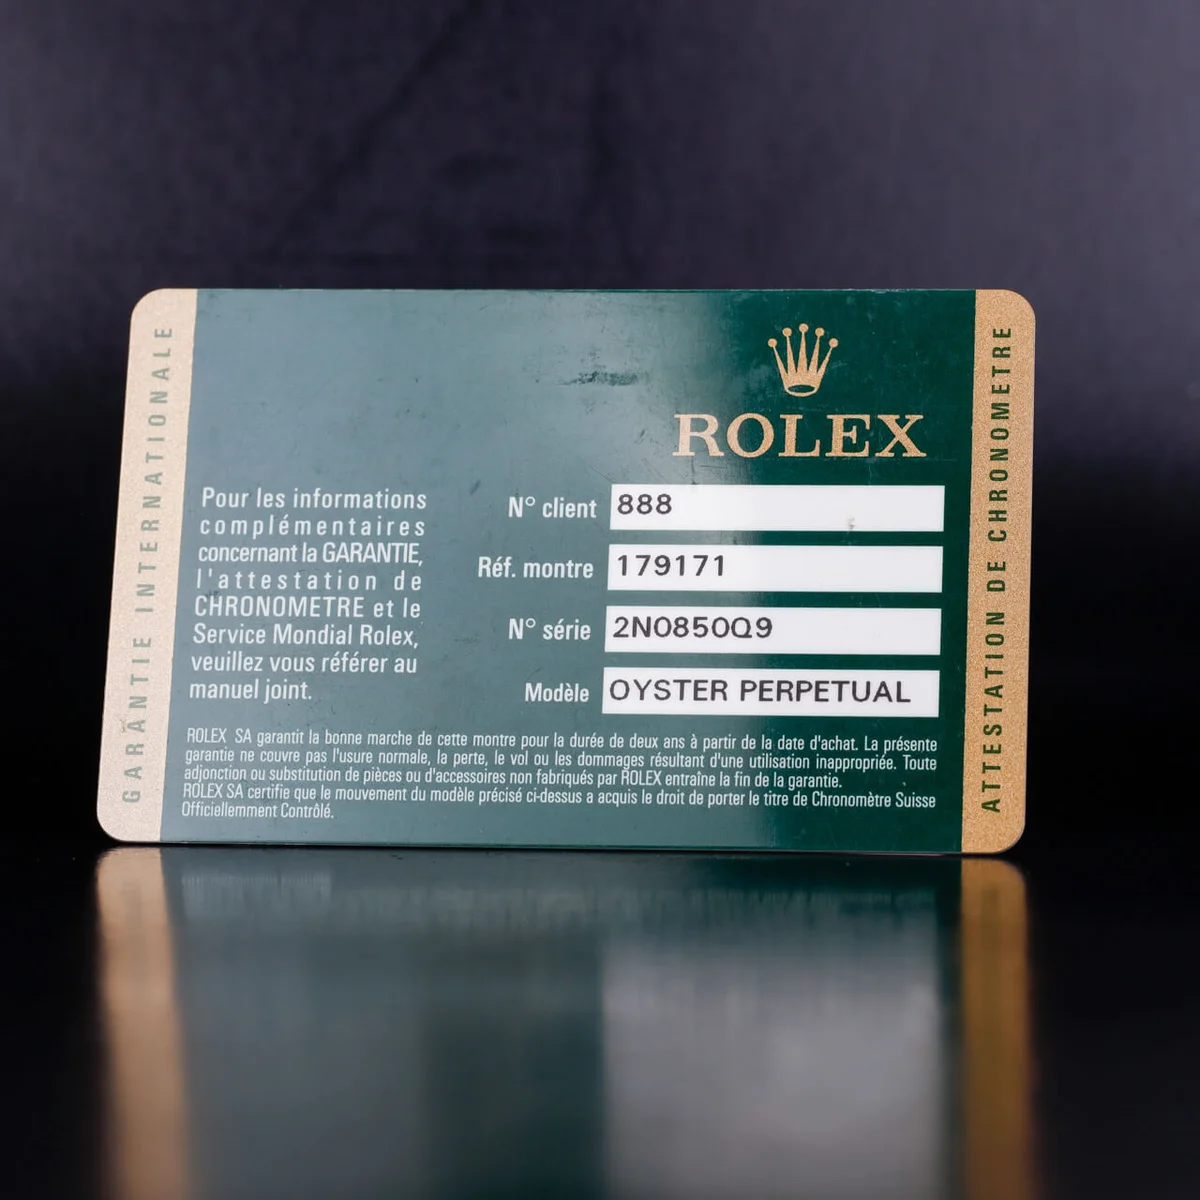 GARANTIE INTERNATIONALE
ROLEX
Pour les informations
complémentaires
concernant la GARANTIE,
l'attestation de
CHRONOMETRE et le
Service Mondial Rolex,
veuillez vous référer au
manuel joint.
N° client 888
Réf. montre 179171
N° série 2N0850Q9
Modèle OYSTER PERPETUAL
ROLEX SA garantit la bonne marche de cette montre pour la durée de deux ans à partir de la date d'achat. La présente
garantie ne couvre pas l'usure normale, la perte, le vol ou les dommages résultant d'une utilisation inappropriée. Toute
adjonction ou substitution de pièces ou d'accessoires non fabriqués par ROLEX entraîne la fin de la garantie.
ROLEX SA certifie que le mouvement du modèle précisé ci-dessus a acquis le droit de porter le titre de Chronomètre Suisse
Officiellement Contrôlé.
ATTESTATION DE CHRONOMETRE